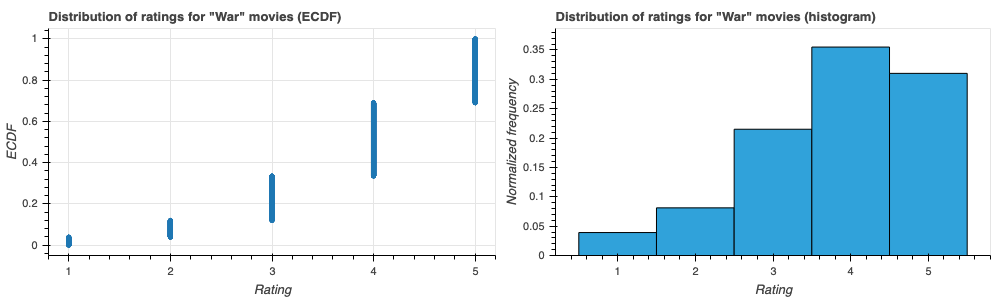 Distribution of ratings for "War" movies (ECDF)
1
0.8
0.6
0.4
0.2
0
ECDF
1 2 3 4 5
Rating
Distribution of ratings for "War" movies (histogram)
0.35
0.3
0.25
0.2
0.15
0.1
0.05
0
Normalized frequency
1 2 3 4 5
Rating